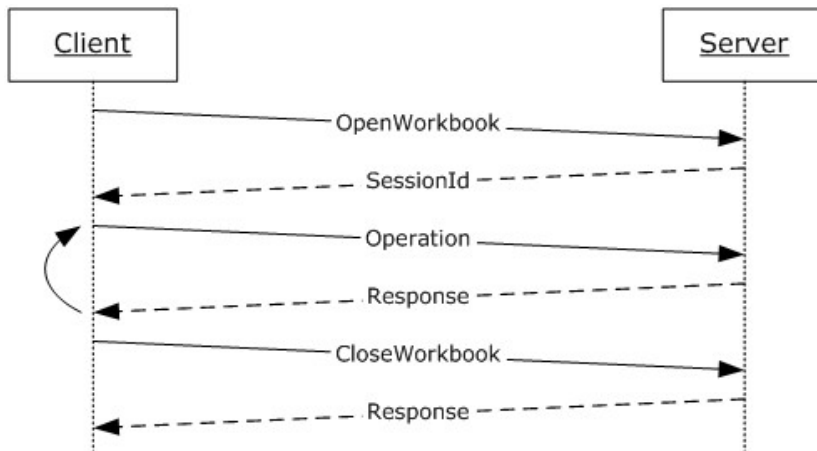 Client
Server
OpenWorkbook
SessionId
Operation
Response
CloseWorkbook
Response